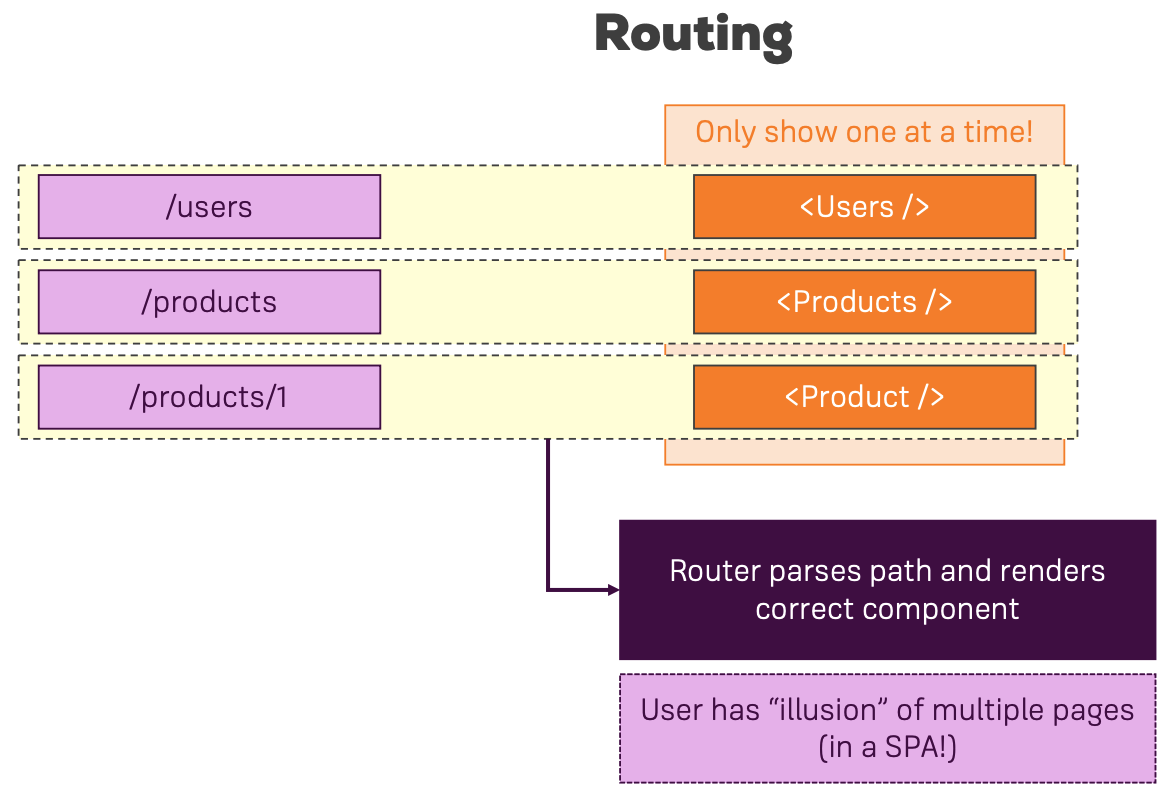 Routing
Only show one at a time!
/users
<Users />
/products
<Products />
/products/1
<Product />
Router parses path and renders
correct component
User has “illusion” of multiple pages
(in a SPA!)